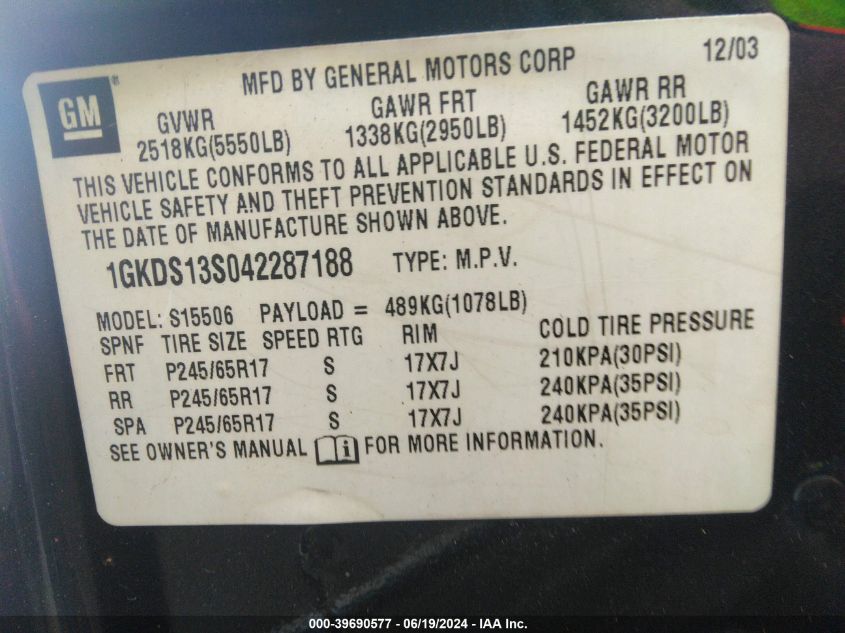 GM ®
MFD BY GENERAL MOTORS CORP 12/03
GVWR GAWR FRT GAWR RR
2518KG(5550LB) 1338KG(2950LB) 1452KG(3200LB)
THIS VEHICLE CONFORMS TO ALL APPLICABLE U.S. FEDERAL MOTOR
VEHICLE SAFETY AND THEFT PREVENTION STANDARDS IN EFFECT ON
THE DATE OF MANUFACTURE SHOWN ABOVE.
1GKDS13S042287188 TYPE: M.P.V.
MODEL: S15506 PAYLOAD = 489KG(1078LB)
SPNF TIRE SIZE SPEED RTG RIM COLD TIRE PRESSURE
FRT P245/65R17 S 17X7J 210KPA(30PSI)
RR P245/65R17 S 17X7J 240KPA(35PSI)
SPA P245/65R17 S 17X7J 240KPA(35PSI)
SEE OWNER'S MANUAL i FOR MORE INFORMATION.
000-39690577 - 06/19/2024 - IAA Inc.